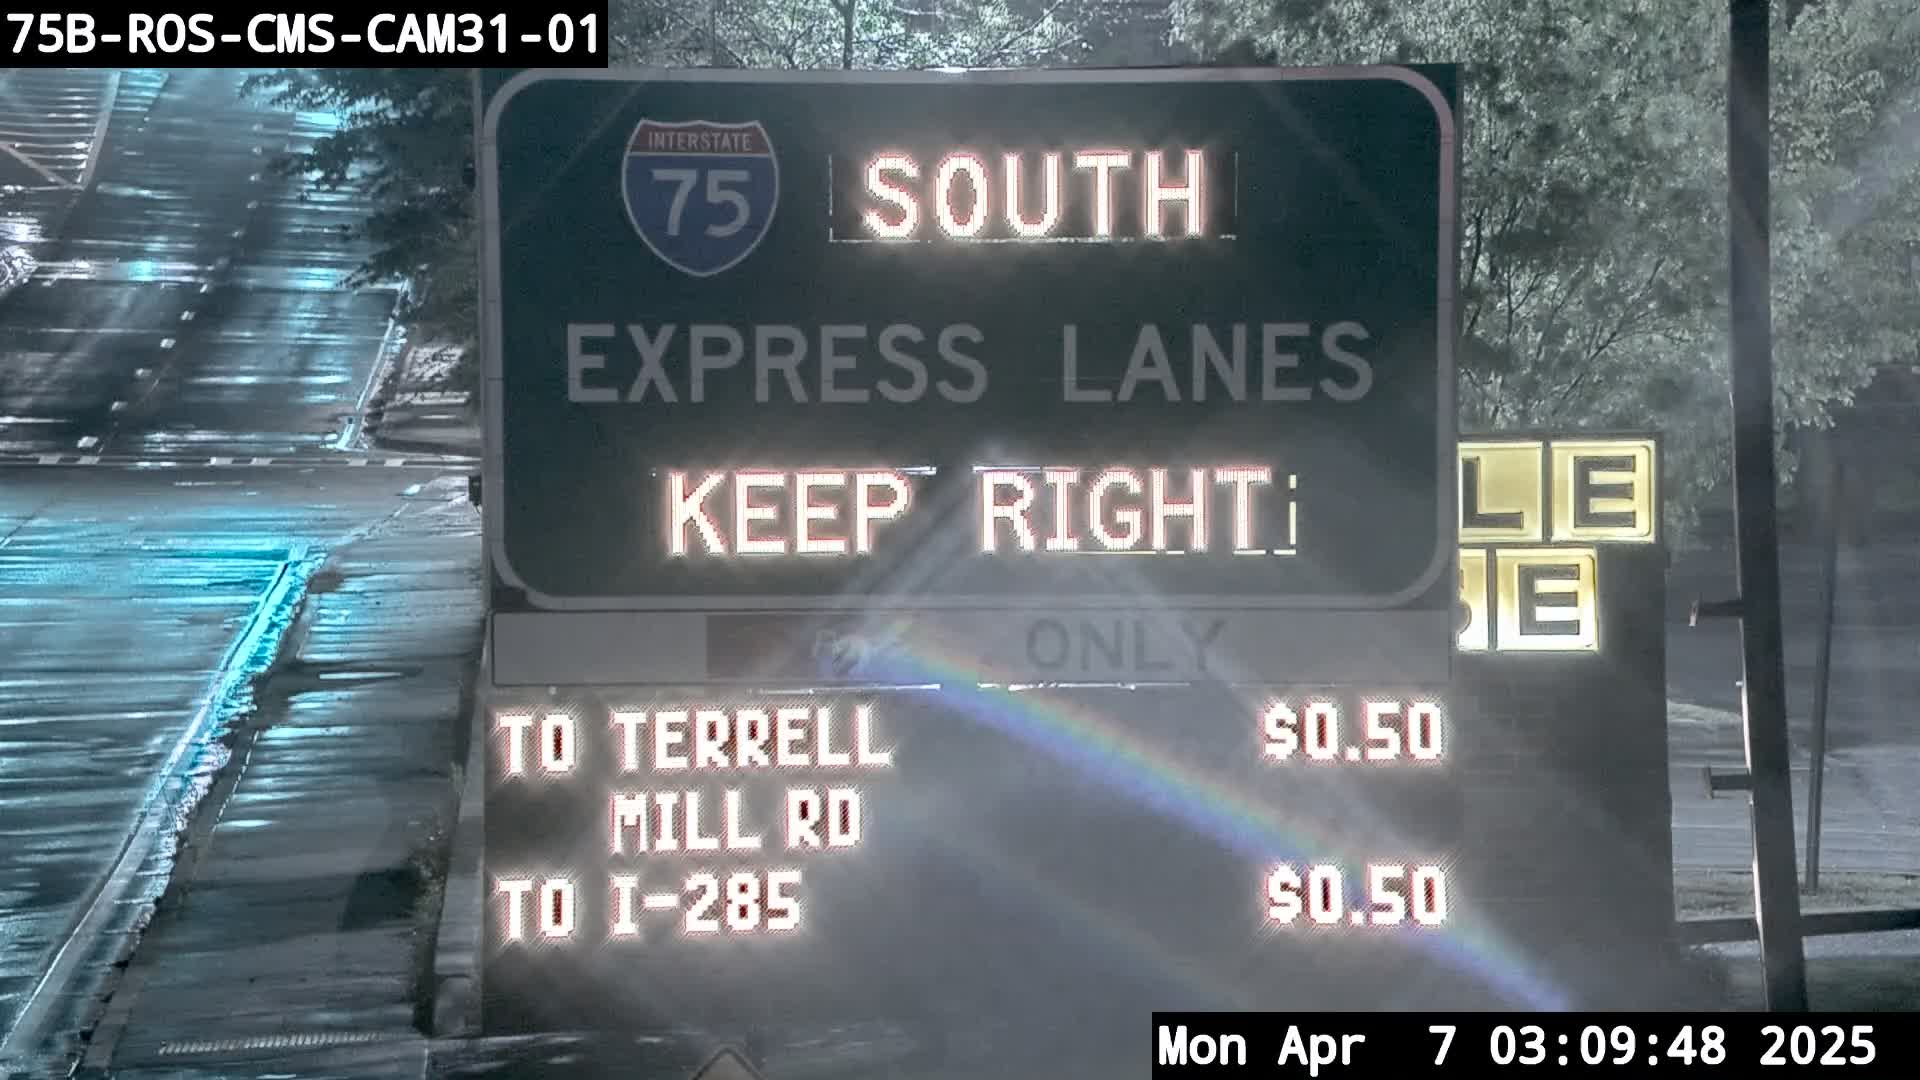 75B-ROS-CMS-CAM31-01
INTERSTATE
75
SOUTH
EXPRESS LANES
KEEP RIGHT
ONLY
TO TERRELL $0.50
MILL RD
TO I-285 $0.50
LE
E
Mon Apr 7 03:09:48 2025